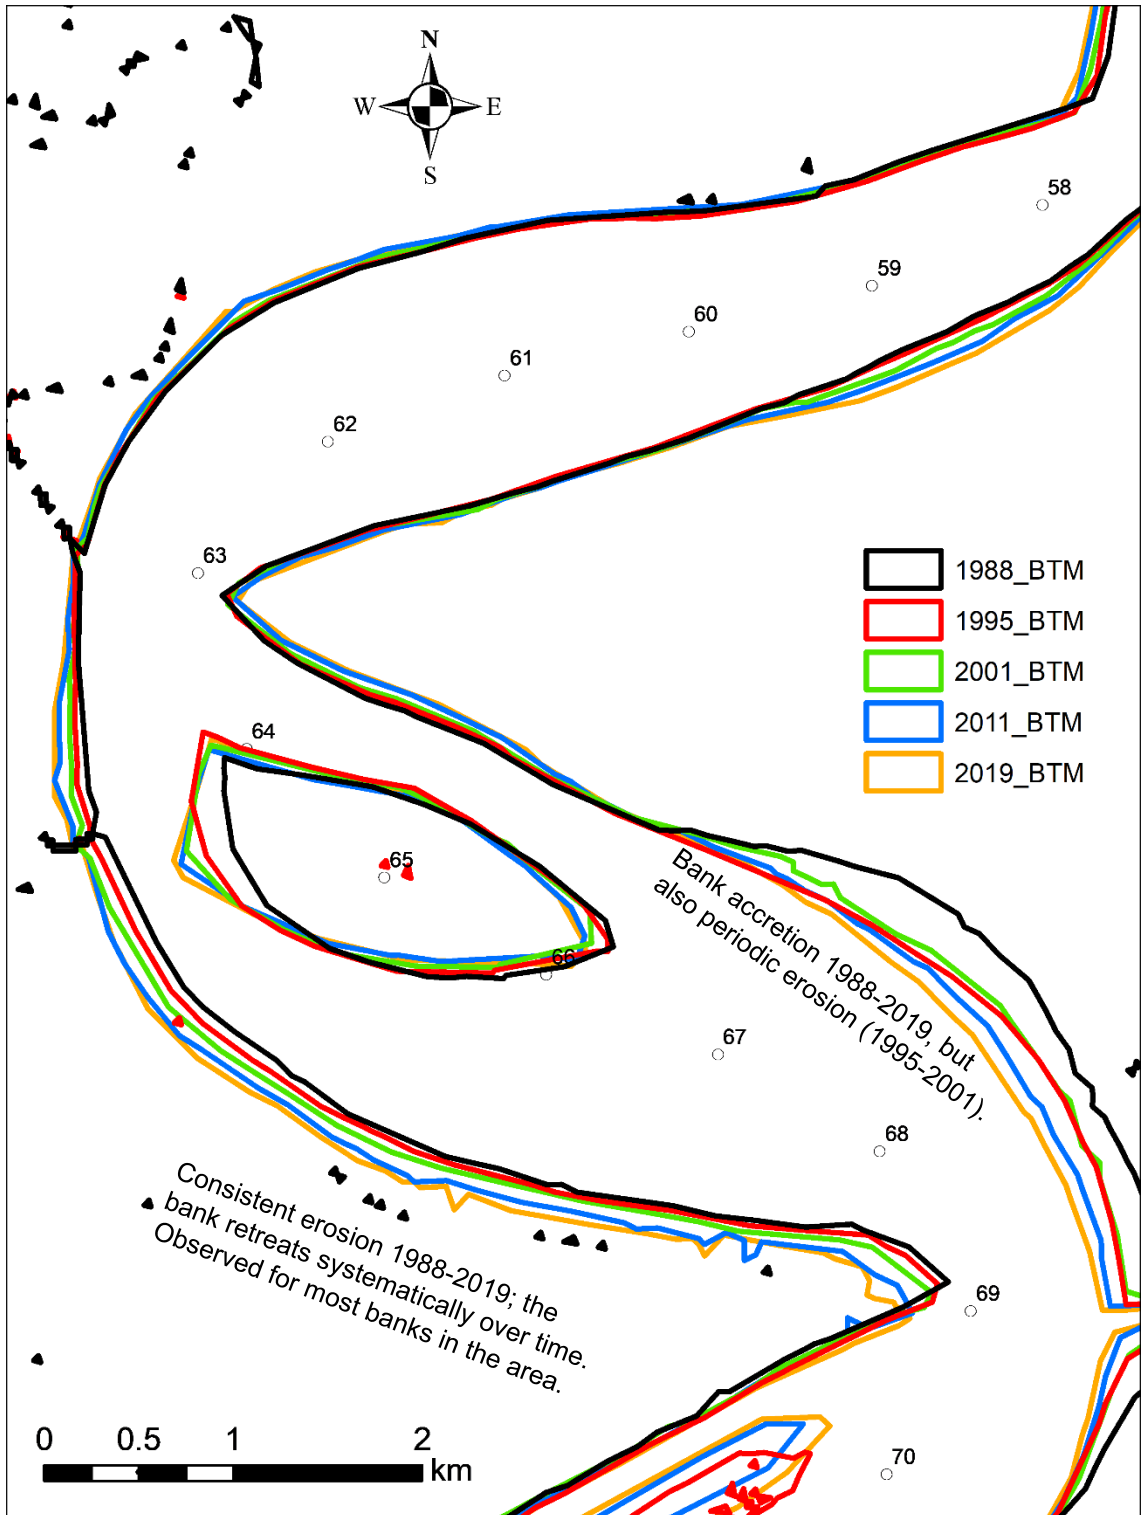 N
W
E
S
58
59
60
61
62
63
1988_BTM
1995_BTM
2001_BTM
2011_BTM
2019_BTM
64
65
66
67
68
69
70
Bank accretion 1988-2019, but
also periodic erosion (1995-2001).
Consistent erosion 1988-2019; the
bank retreats systematically over time.
Observed for most banks in the area.
0 0.5 1 2
km